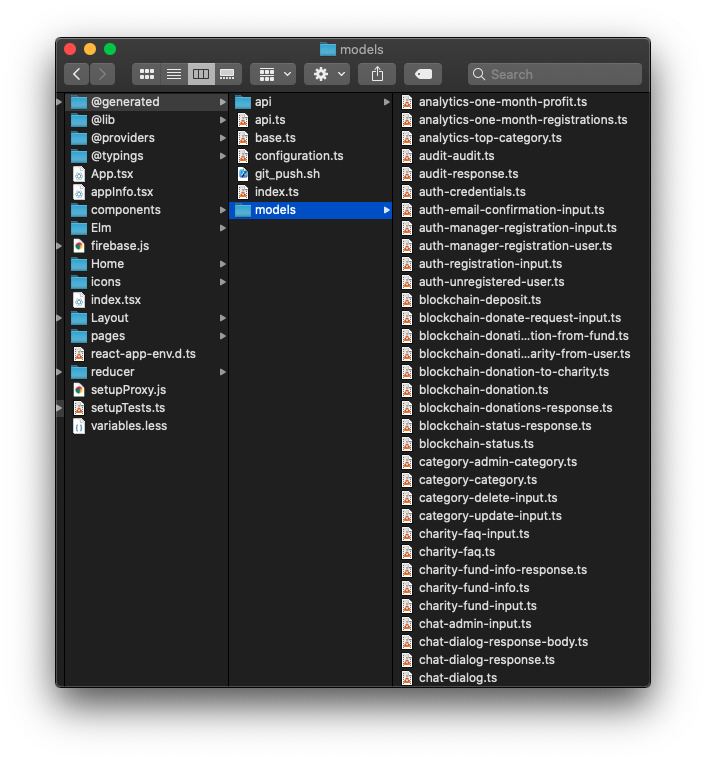 models
Search
@generated
@lib
@providers
@typings
App.tsx
appInfo.tsx
components
Elm
firebase.js
Home
icons
index.tsx
Layout
pages
react-app-env.d.ts
reducer
setupProxy.js
setupTests.ts
variables.less
api
api.ts
base.ts
configuration.ts
git_push.sh
index.ts
models
analytics-one-month-profit.ts
analytics-one-month-registrations.ts
analytics-top-category.ts
audit-audit.ts
audit-response.ts
auth-credentials.ts
auth-email-confirmation-input.ts
auth-manager-registration-input.ts
auth-manager-registration-user.ts
auth-registration-input.ts
auth-unregistered-user.ts
blockchain-deposit.ts
blockchain-donate-request-input.ts
blockchain-donati...tion-from-fund.ts
blockchain-donati...arity-from-user.ts
blockchain-donation-to-charity.ts
blockchain-donation.ts
blockchain-donations-response.ts
blockchain-status-response.ts
blockchain-status.ts
category-admin-category.ts
category-category.ts
category-delete-input.ts
category-update-input.ts
charity-faq-input.ts
charity-faq.ts
charity-fund-info-response.ts
charity-fund-info.ts
charity-fund-input.ts
chat-admin-input.ts
chat-dialog-response-body.ts
chat-dialog-response.ts
chat-dialog.ts